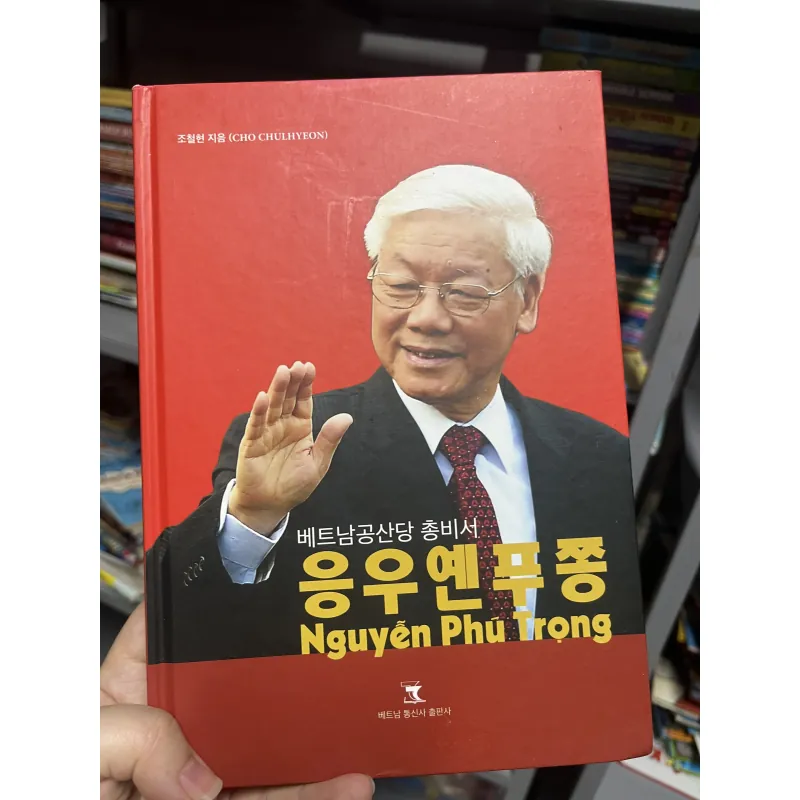 조철현 지음 (CHO CHULHYEON)
베트남공산당 총비서
응우옌푸쫑
Nguyễn Phú Trọng
베트남 통신사 출판사